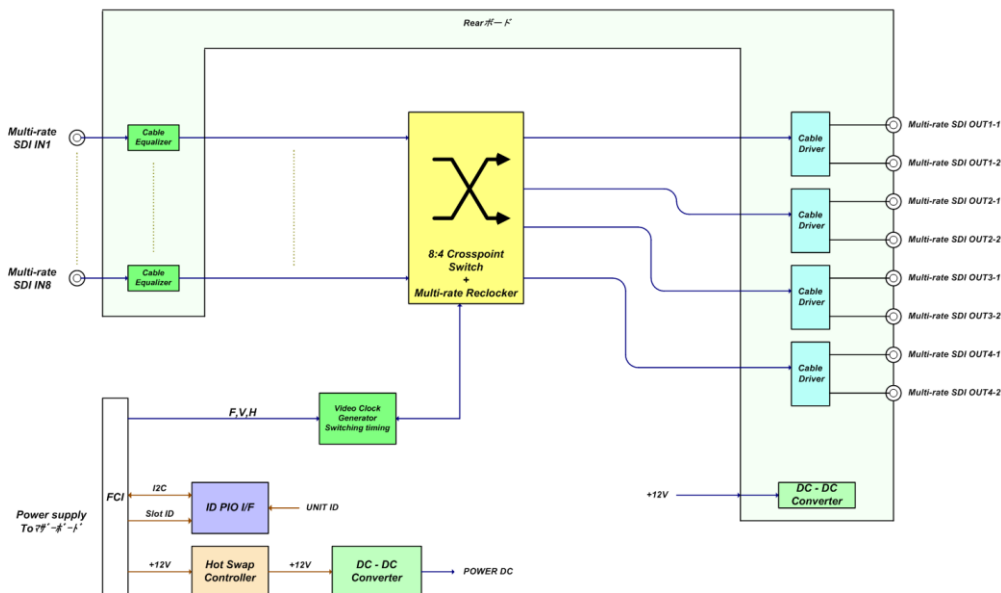 Rearボード
Multi-rate
SDI IN1
Cable
Equalizer
Multi-rate
SDI IN8
Cable
Equalizer
8:4 Crosspoint
Switch
+
Multi-rate Reclocker
Cable
Driver
Cable
Driver
Cable
Driver
Cable
Driver
Multi-rate SDI OUT1-1
Multi-rate SDI OUT1-2
Multi-rate SDI OUT2-1
Multi-rate SDI OUT2-2
Multi-rate SDI OUT3-1
Multi-rate SDI OUT3-2
Multi-rate SDI OUT4-1
Multi-rate SDI OUT4-2
F,V,H
Video Clock
Generator
Switching timing
FCI
I2C
Slot ID
ID PIO I/F
UNIT ID
+12V
DC - DC
Converter
Power supply
Toマザーボード
+12V
Hot Swap
Controller
+12V
DC - DC
Converter
POWER DC